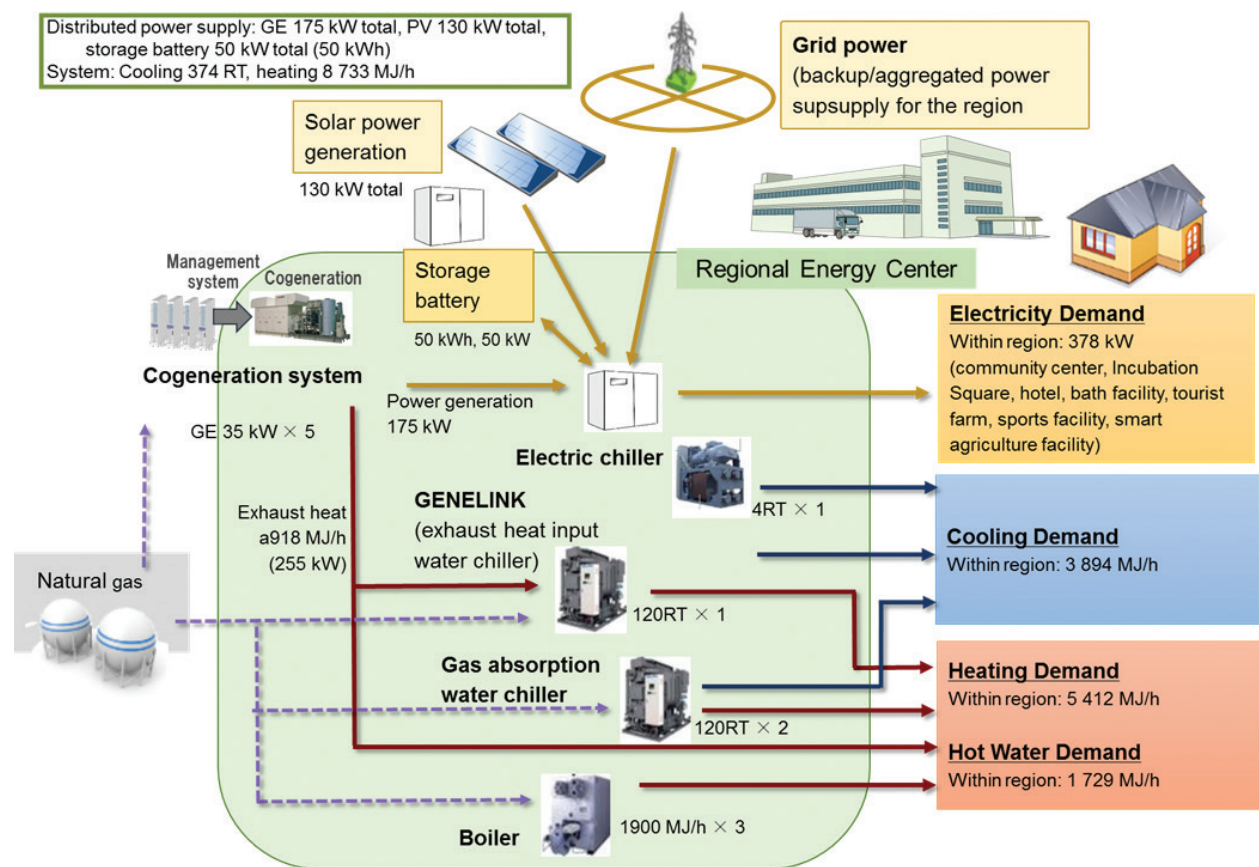 Distributed power supply: GE 175 kW total, PV 130 kW total,
storage battery 50 kW total (50 kWh)
System: Cooling 374 RT, heating 8 733 MJ/h
Grid power
(backup/aggregated power
supsupply for the region
Solar power
generation
130 kW total
Regional Energy Center
Management
system
Cogeneration
Storage
battery
50 kWh, 50 kW
Cogeneration system
GE 35 kW × 5
Power generation
175 kW
Electricity Demand
Within region: 378 kW
(community center, Incubation
Square, hotel, bath facility, tourist
farm, sports facility, smart
agriculture facility)
Electric chiller
4RT × 1
Exhaust heat
a918 MJ/h
(255 kW)
GENELINK
(exhaust heat input
water chiller)
120RT × 1
Cooling Demand
Within region: 3 894 MJ/h
Natural gas
Gas absorption
water chiller
120RT × 2
Heating Demand
Within region: 5 412 MJ/h
Hot Water Demand
Within region: 1 729 MJ/h
Boiler
1900 MJ/h × 3